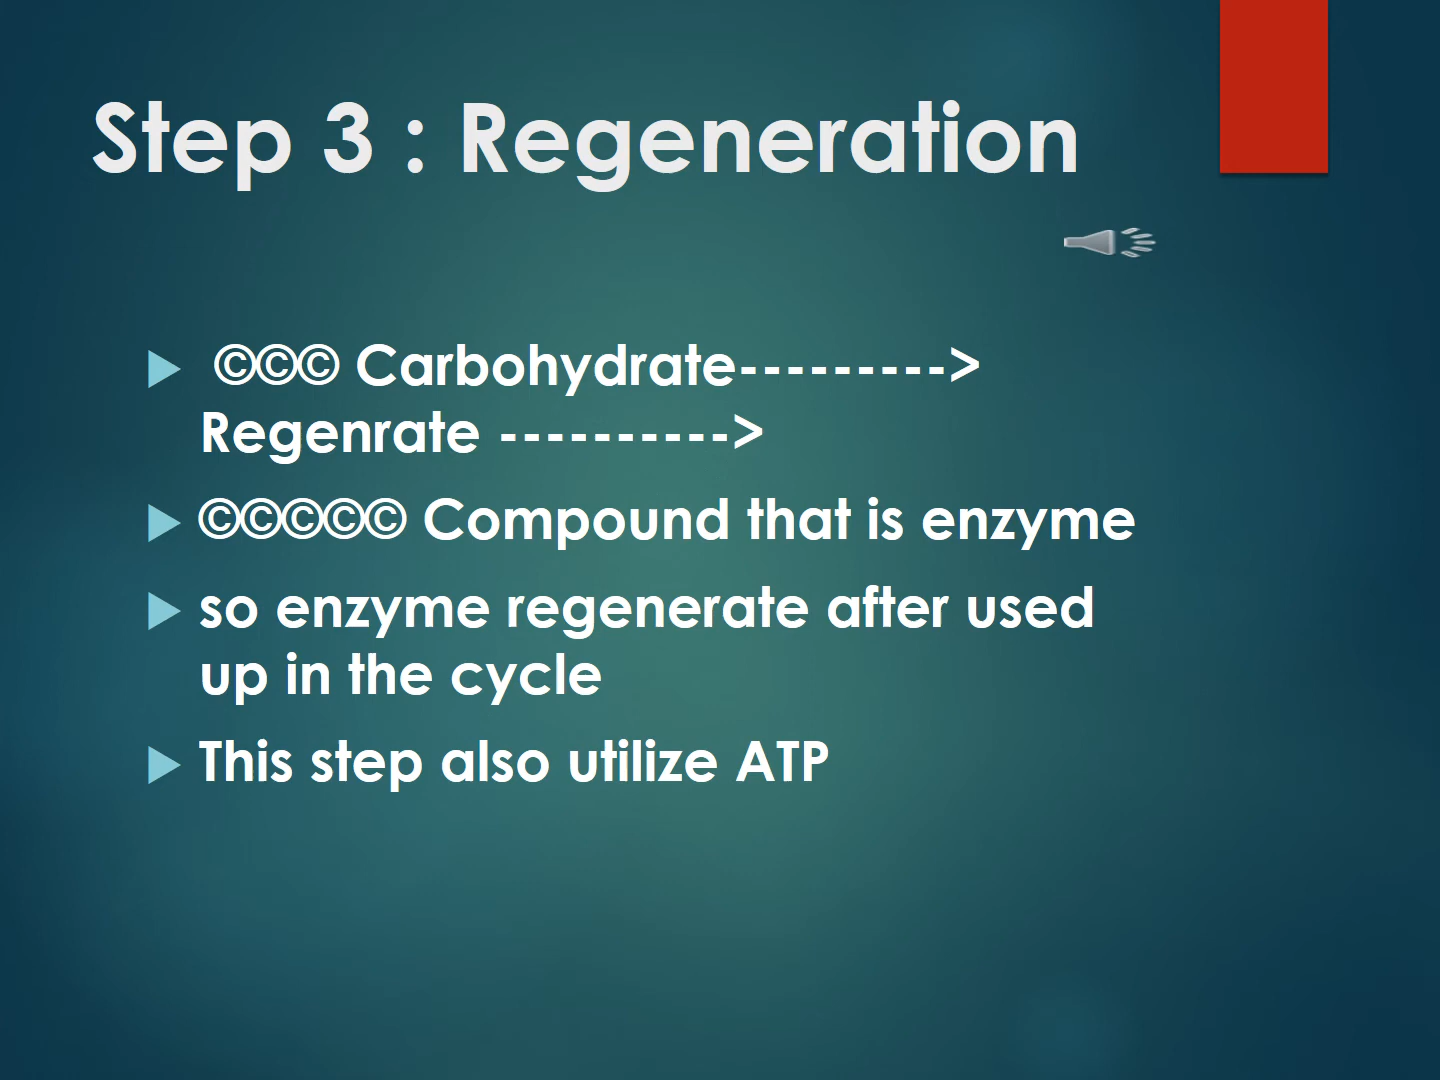 Step 3 : Regeneration
©©© Carbohydrate--------->
Regenrate ---------->
©©©©© Compound that is enzyme
so enzyme regenerate after used
up in the cycle
This step also utilize ATP